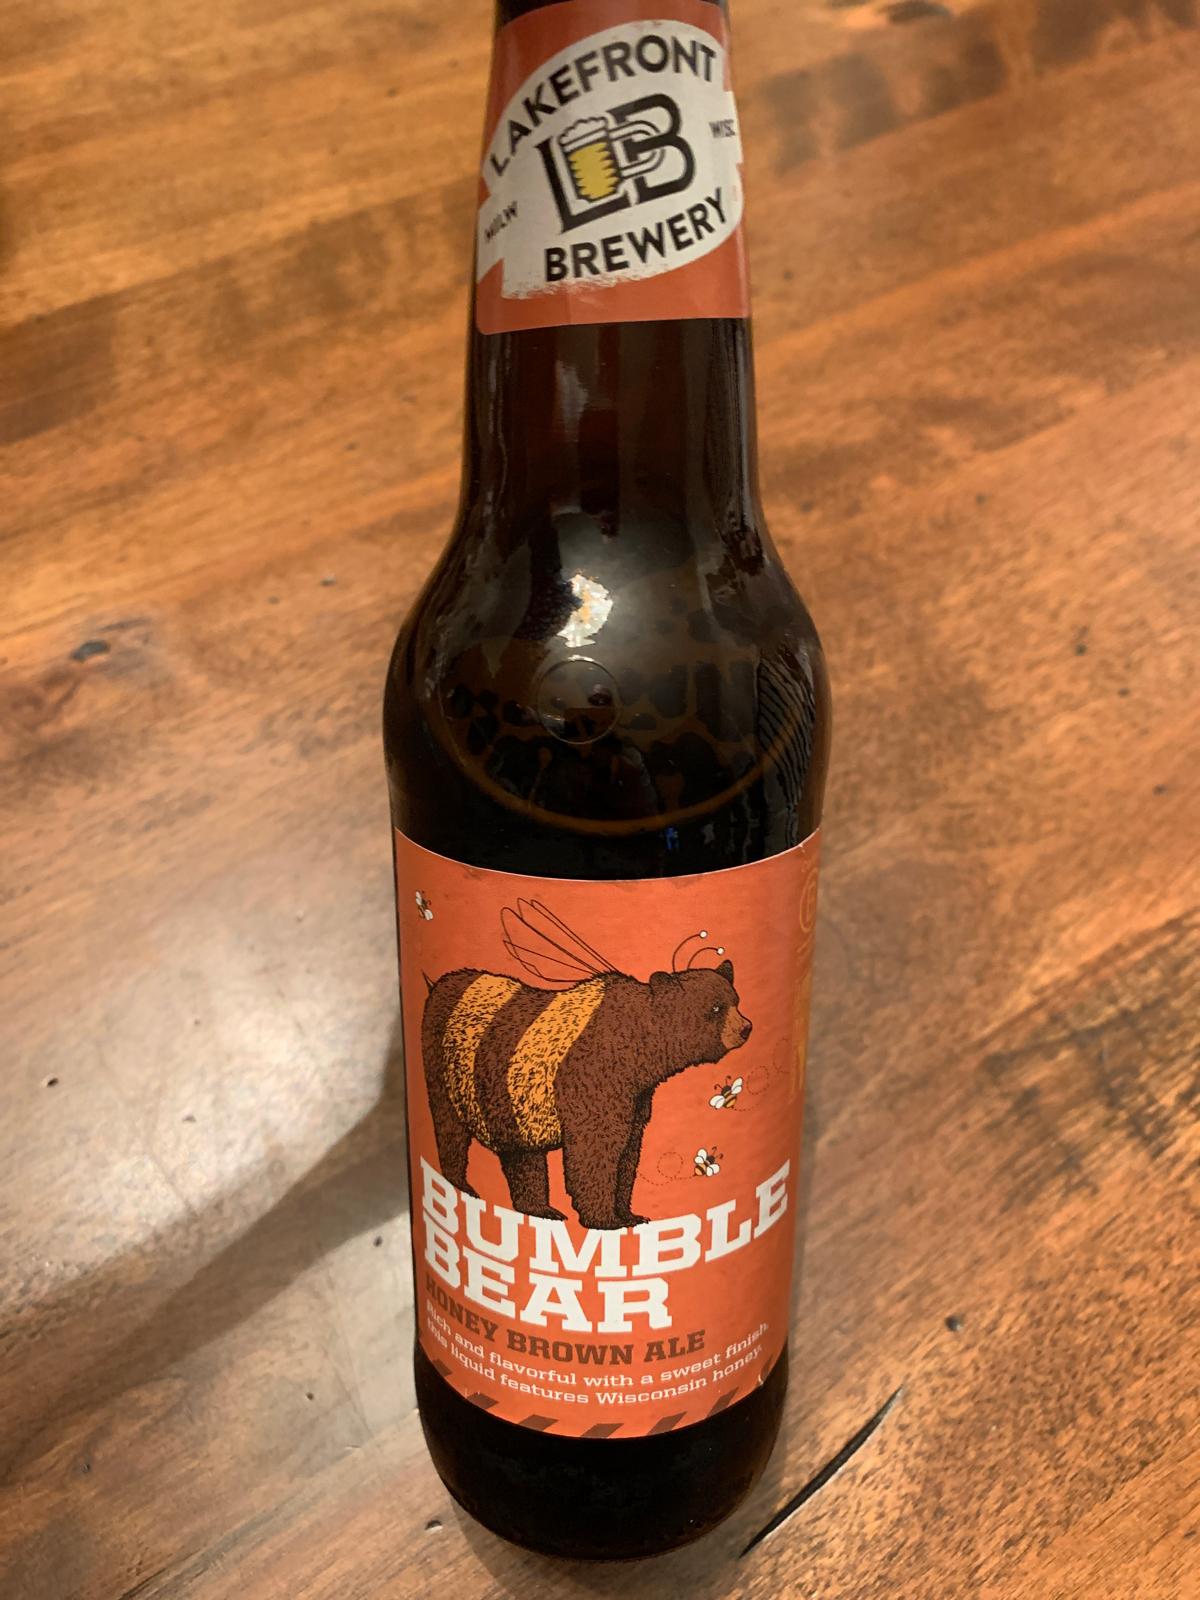 LAKEFRONT
LB
MILW
WISC
BREWERY
BUMBLE
BEAR
HONEY BROWN ALE
Rich and flavorful with a sweet finish,
this liquid features Wisconsin honey.